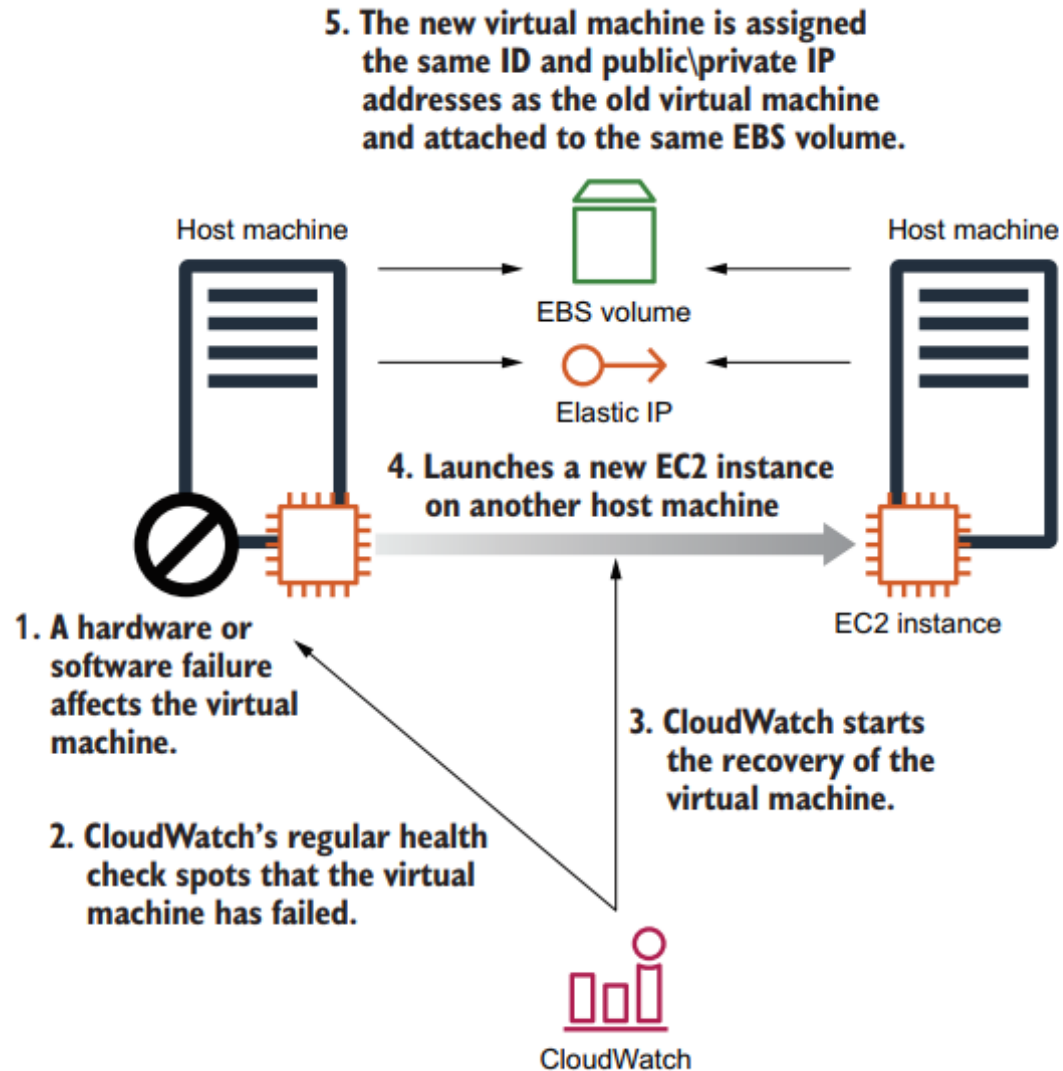 5. The new virtual machine is assigned
the same ID and public\private IP
addresses as the old virtual machine
and attached to the same EBS volume.
Host machine
Host machine
EBS volume
Elastic IP
4. Launches a new EC2 instance
on another host machine
EC2 instance
1. A hardware or
software failure
affects the virtual
machine.
3. CloudWatch starts
the recovery of the
virtual machine.
2. CloudWatch's regular health
check spots that the virtual
machine has failed.
CloudWatch